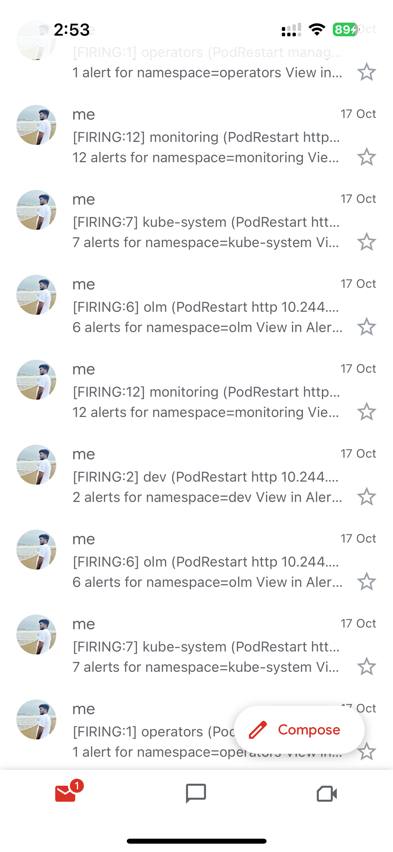 2:53
89
[FIRING:1] operators (PodRestart manag...
1 alert for namespace=operators View in...
me
17 Oct
[FIRING:12] monitoring (PodRestart http...
12 alerts for namespace=monitoring Vie...
me
17 Oct
[FIRING:7] kube-system (PodRestart htt...
7 alerts for namespace=kube-system Vi...
me
17 Oct
[FIRING:6] olm (PodRestart http 10.244....
6 alerts for namespace=olm View in Aler...
me
17 Oct
[FIRING:12] monitoring (PodRestart http...
12 alerts for namespace=monitoring Vie...
me
17 Oct
[FIRING:2] dev (PodRestart http 10.244....
2 alerts for namespace=dev View in Aler...
me
17 Oct
[FIRING:6] olm (PodRestart http 10.244....
6 alerts for namespace=olm View in Aler...
me
17 Oct
[FIRING:7] kube-system (PodRestart htt...
7 alerts for namespace=kube-system Vi...
me
17 Oct
[FIRING:1] operators
Compose
1 alert for namespace=operators View in...
1